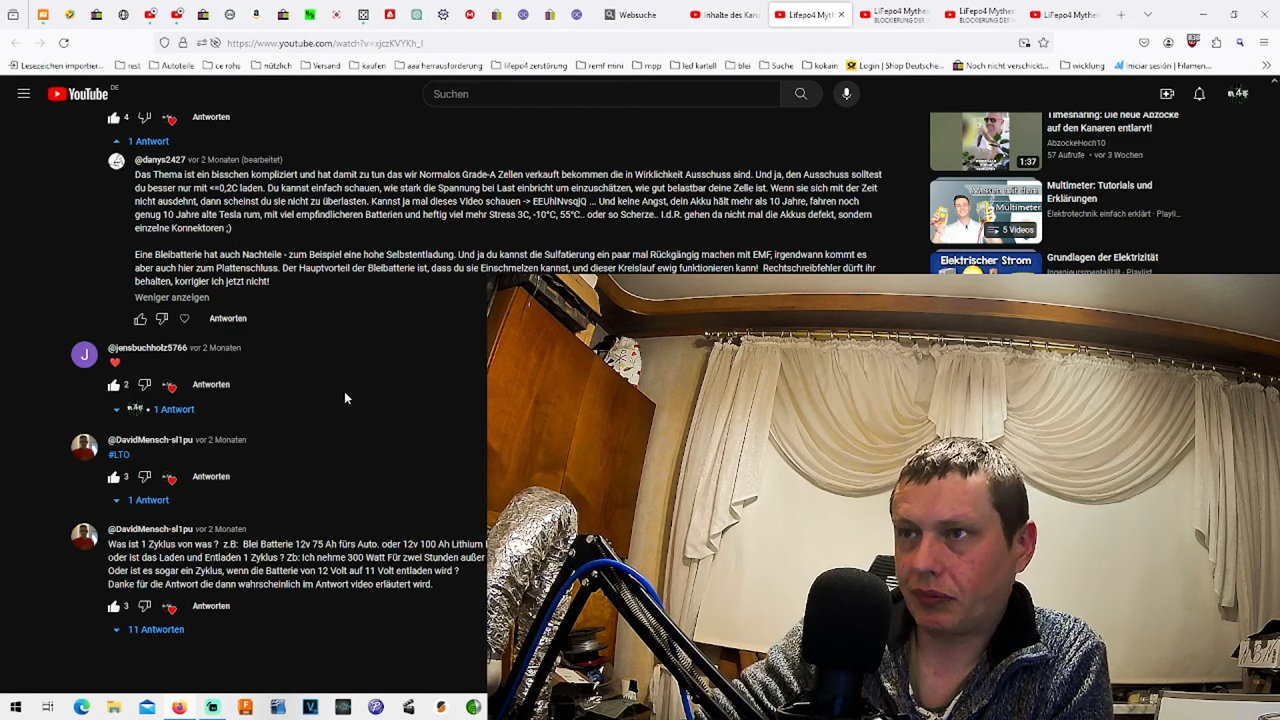 Websuche
Inhalte des Kan
Lifepo4 Myth
LiFepo4 Myther
BLOCKIERUNG DER W
LiFepo4 Mythen
BLOCKIERUNG DER W
LiFepo4 Mythen
https://www.youtube.com/watch?v=xjczKVYKh_I
Lesezeichen importier...
rest
Autoteile
ce rohs
nützlich
Versand
kaufen
aaa herausforderung
lifepo4 zerstörung
remf mini
mpp
led kartell
blei
Suche
kokain
Login | Shop Deutsche...
Noch nicht verschickt...
wicklung
Iniciar sesión | Filamen...
YouTube
DE
Suchen
4
Antworten
1 Antwort
@danys2427 vor 2 Monaten (bearbeitet)
Das Thema ist ein bisschen kompliziert und hat damit zu tun das wir Normalos Grade-A Zellen verkauft bekommen die in Wirklichkeit Ausschuss sind. Und ja, den Ausschuss solltest
du besser nur mit <=0,2C laden. Du kannst einfach schauen, wie stark die Spannung bei Last einbricht um einzuschätzen, wie gut belastbar deine Zelle ist. Wenn sie sich mit der Zeit
nicht ausdehnt, dann scheinst du sie nicht zu überlasten. Kannst ja mal dieses Video schauen -> ... Und keine Angst, dein Akku hält mehr als 10 Jahre, fahren noch
genug 10 Jahre alte Tesla rum, mit viel empfindlicheren Batterien und heftig viel mehr Stress 3C, -10°C, 55°C.. oder so Scherze.. I.d.R. gehen da nicht mal die Akkus defekt, sondern
einzelne Konnektoren ;)
Eine Bleibatterie hat auch Nachteile - zum Beispiel eine hohe Selbstentladung. Und ja du kannst die Sulfatierung ein paar mal Rückgängig machen mit EMF, irgendwann kommt es
aber auch hier zum Plattenschluss. Der Hauptvorteil der Bleibatterie ist, dass du sie Einschmelzen kannst, und dieser Kreislauf ewig funktionieren kann! Rechtschreibfehler dürft ihr
behalten, korrigier ich jetzt nicht!
Weniger anzeigen
Antworten
@jensbuchholz5766 vor 2 Monaten
❤️
2
Antworten
1 Antwort
@DavidMensch-sl1pu vor 2 Monaten
#LTO
3
Antworten
1 Antwort
@DavidMensch-sl1pu vor 2 Monaten
Was ist 1 Zyklus von was ? z.B: Blei Batterie 12v 75 Ah fürs Auto. oder 12v 100 Ah Lithium
oder ist das Laden und Entladen 1 Zyklus ? Zb: Ich nehme 300 Watt Für zwei Stunden außer
Oder ist es sogar ein Zyklus, wenn die Batterie von 12 Volt auf 11 Volt entladen wird ?
Danke für die Antwort die dann wahrscheinlich im Antwort video erläutert wird.
3
Antworten
11 Antworten
Timesharing: Die neue Abzocke
auf den Kanaren entlarvt!
AbzockeHoch10
57 Aufrufe • vor 3 Wochen
1:37
Multimeter: Tutorials und
Erklärungen
Elektrotechnik einfach erklärt · Playli...
Messen mit dem
Multimeter
5 Videos
Grundlagen der Elektrizität
Ingenieursmentalität · Playlist
Elektrischer Strom